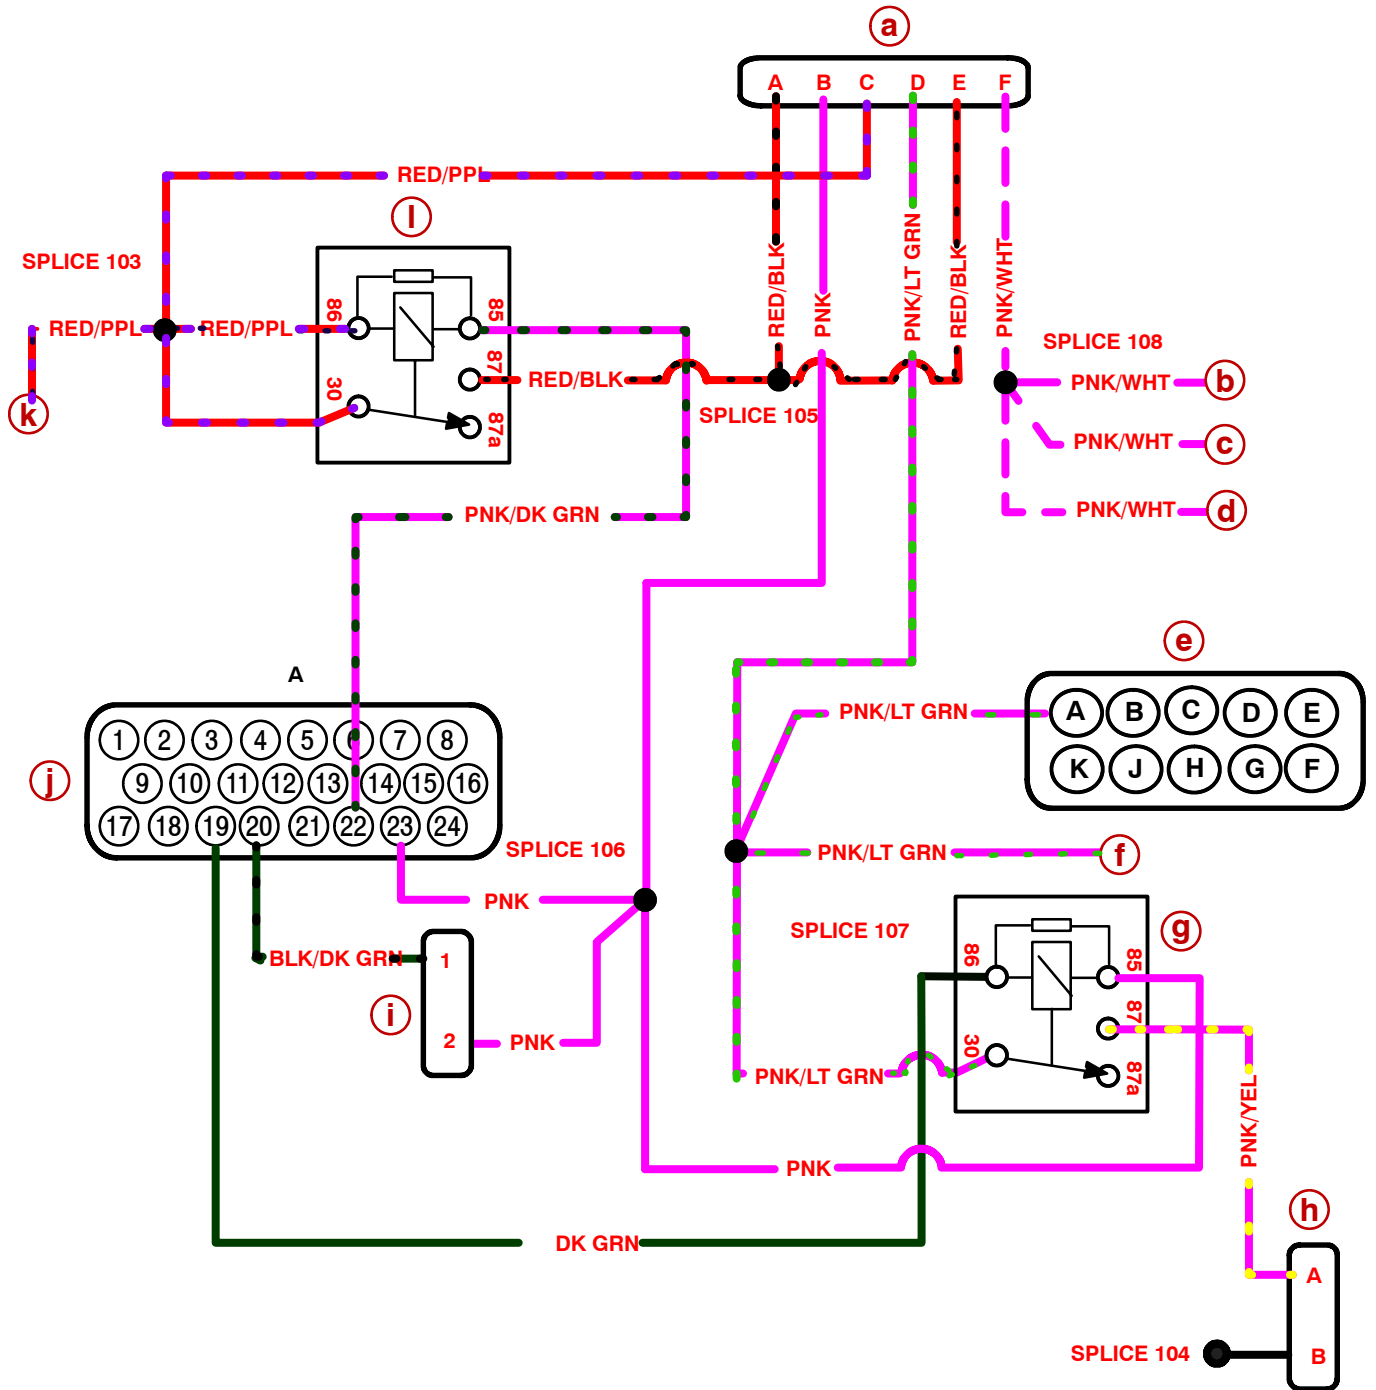 a
A B C D E F
RED/PPL
l
SPLICE 103
RED/BLK
PNK
PNK/LT GRN
RED/BLK
PNK/WHT
86
85
RED/PPL
RED/PPL
SPLICE 108
87
RED/BLK
PNK/WHT
b
30
k
SPLICE 105
87a
PNK/WHT
c
PNK/DK GRN
PNK/WHT
d
e
A
PNK/LT GRN
A B C D E
K J H G F
1 2 3 4 5 6 7 8
j
9 10 11 12 13 14 15 16
17 18 19 20 21 22 23 24
SPLICE 106
PNK/LT GRN
f
PNK
SPLICE 107
g
BLK/DK GRN
1
86
85
i
87
2
PNK
30
PNK/LT GRN
87a
PNK/YEL
PNK
h
DK GRN
A
SPLICE 104
B